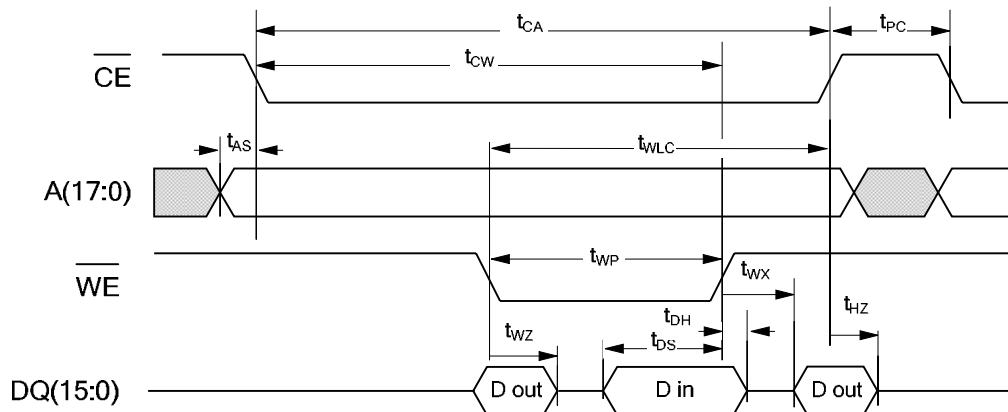 tCA
tPC
CE
tCW
tAS
tWLC
A(17:0)
WE
tWP
tWX
tHZ
tDH
tWZ
tDS
DQ(15:0)
D out
D in
D out